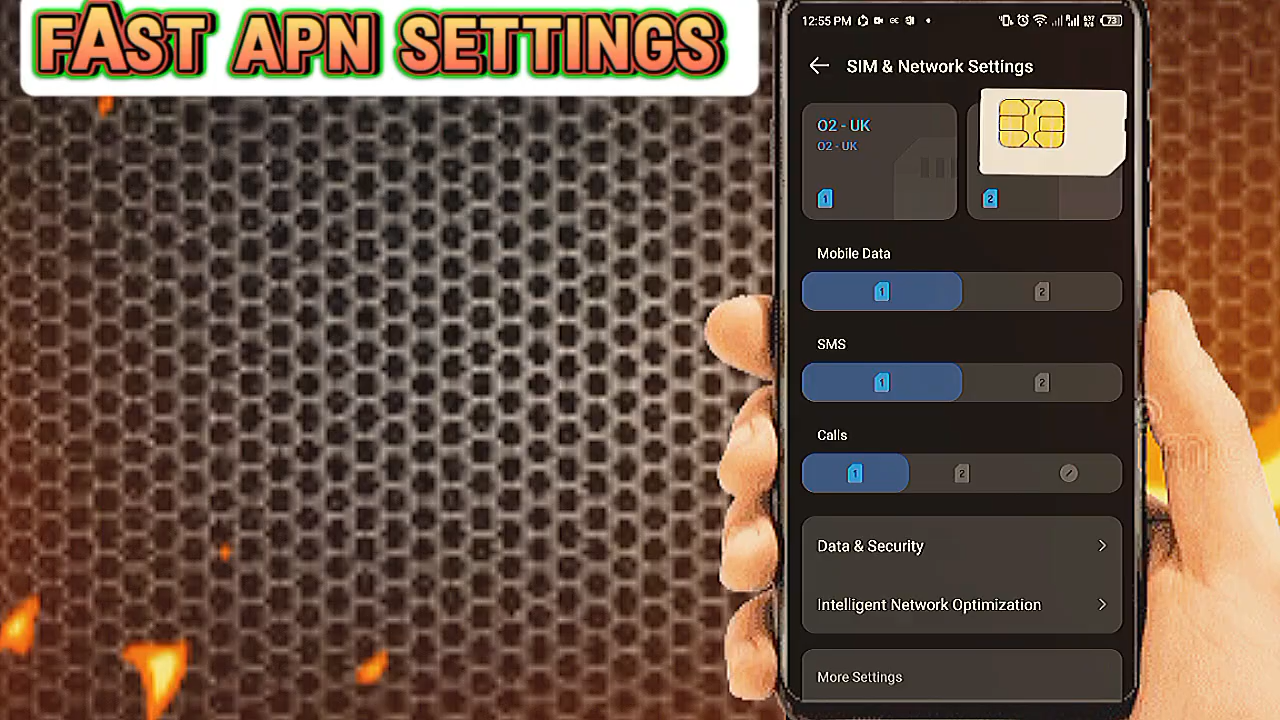 FAST APN SETTINGS
12:55 PM
73
SIM & Network Settings
O2 - UK
O2 - UK
1
2
Mobile Data
1
2
SMS
1
2
Calls
1
2
Data & Security
Intelligent Network Optimization
More Settings